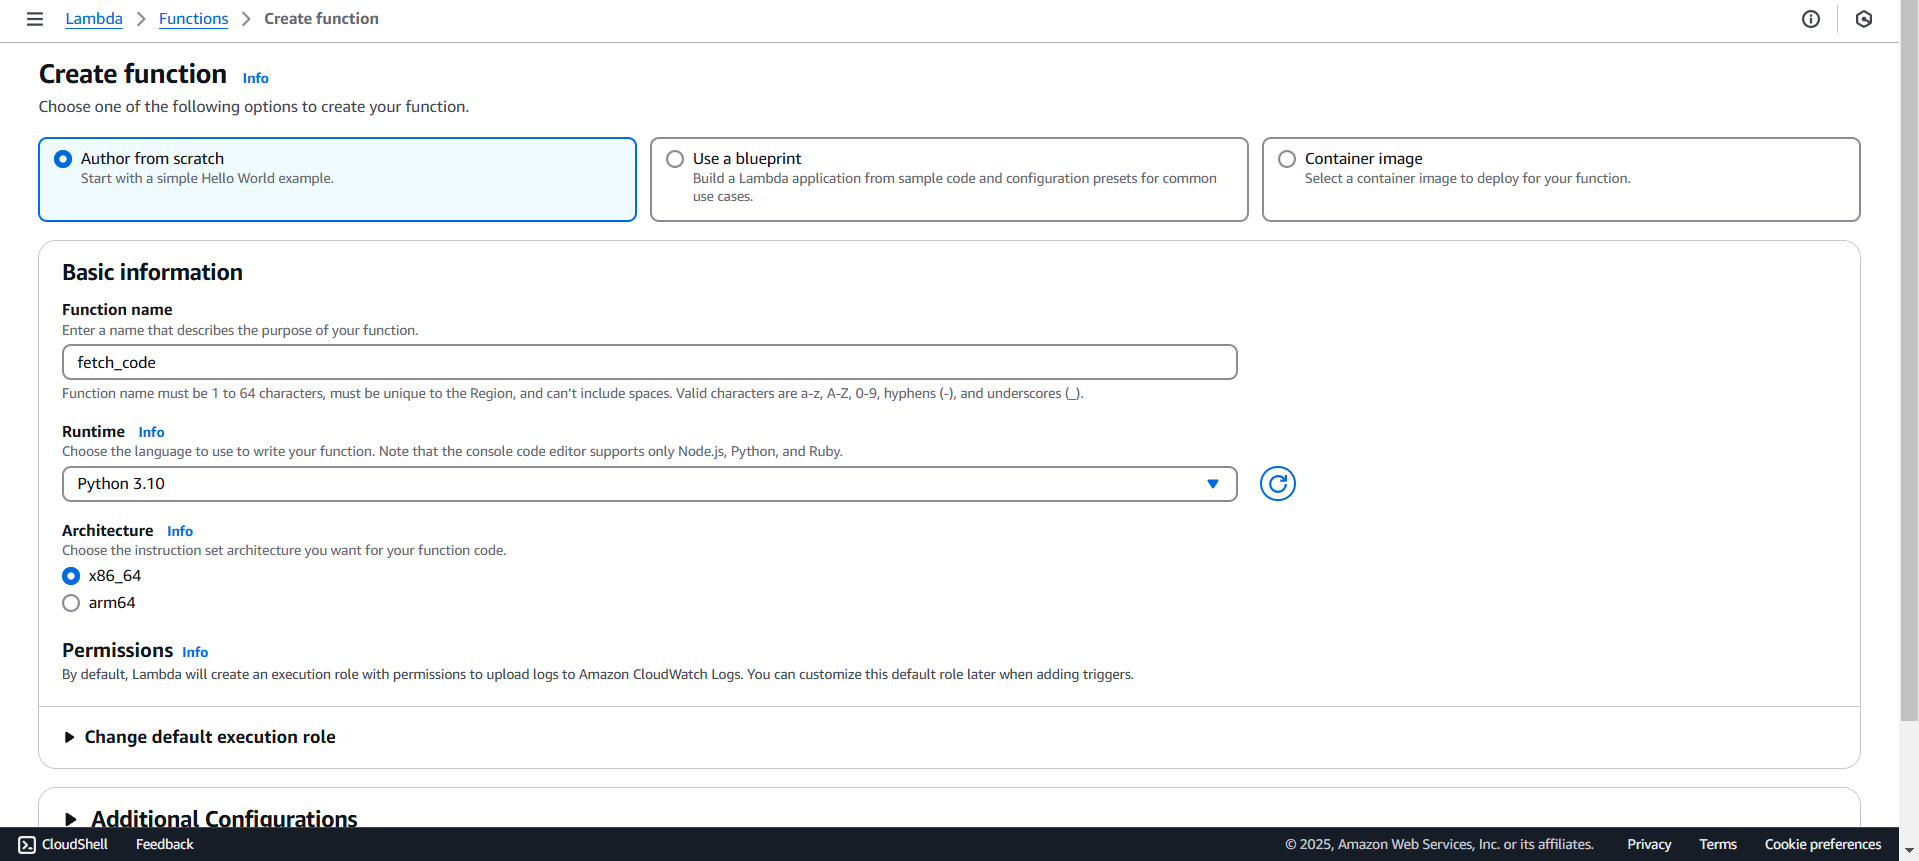 Lambda > Functions > Create function
Create function Info
Choose one of the following options to create your function.
Author from scratch
Start with a simple Hello World example.
Use a blueprint
Build a Lambda application from sample code and configuration presets for common
use cases.
Container image
Select a container image to deploy for your function.
Basic information
Function name
Enter a name that describes the purpose of your function.
fetch_code
Function name must be 1 to 64 characters, must be unique to the Region, and can’t include spaces. Valid characters are a-z, A-Z, 0-9, hyphens (-), and underscores (_).
Runtime Info
Choose the language to use to write your function. Note that the console code editor supports only Node.js, Python, and Ruby.
Python 3.10
Architecture Info
Choose the instruction set architecture you want for your function code.
x86_64
arm64
Permissions Info
By default, Lambda will create an execution role with permissions to upload logs to Amazon CloudWatch Logs. You can customize this default role later when adding triggers.
Change default execution role
Additional Configurations
CloudShell Feedback © 2025, Amazon Web Services, Inc. or its affiliates. Privacy Terms Cookie preferences